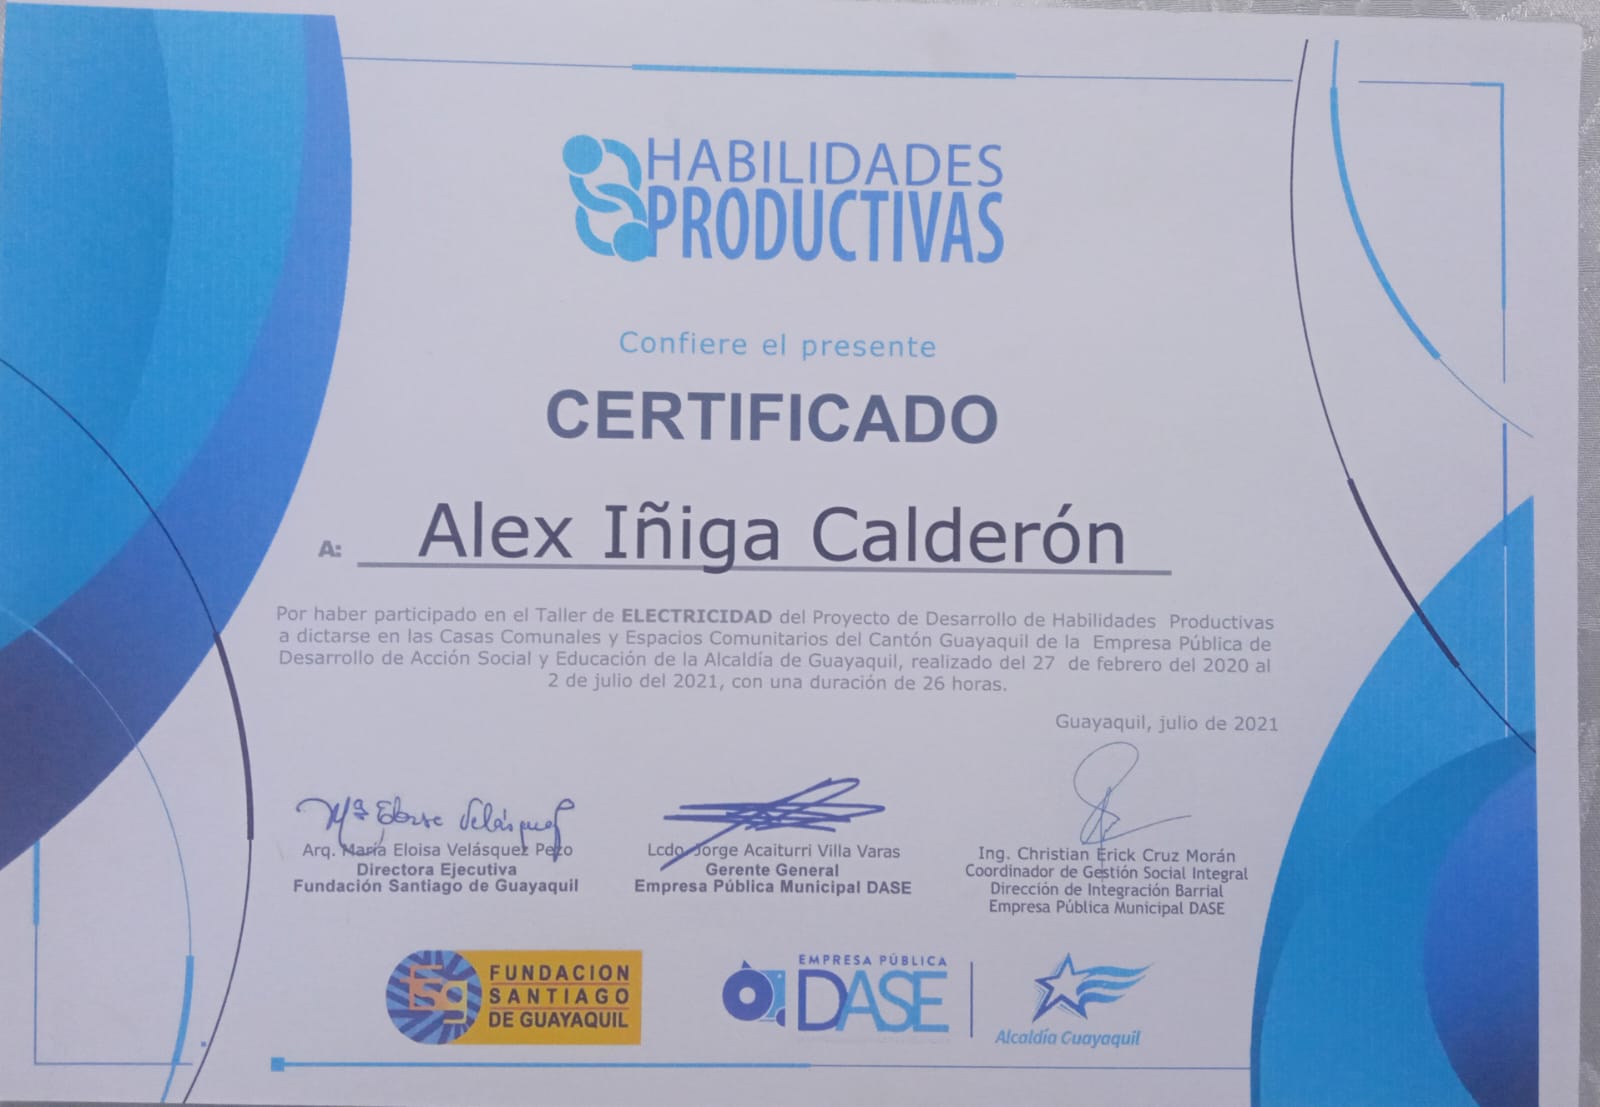 HABILIDADES
PRODUCTIVAS
Confiere el presente
CERTIFICADO
A: Alex Iñiga Calderón
Por haber participado en el Taller de ELECTRICIDAD del Proyecto de Desarrollo de Habilidades Productivas
a dictarse en las Casas Comunales y Espacios Comunitarios del Cantón Guayaquil de la Empresa Pública de
Desarrollo de Acción Social y Educación de la Alcaldía de Guayaquil, realizado del 27 de febrero del 2020 al
2 de julio del 2021, con una duración de 26 horas.
Guayaquil, julio de 2021
Mª Eloisa Velásquez
Arq. María Eloisa Velásquez Pezo
Directora Ejecutiva
Fundación Santiago de Guayaquil
Lcdo. Jorge Acaiturri Villa Varas
Gerente General
Empresa Pública Municipal DASE
Ing. Christian Erick Cruz Morán
Coordinador de Gestión Social Integral
Dirección de Integración Barrial
Empresa Pública Municipal DASE
fsg
FUNDACION
SANTIAGO
DE GUAYAQUIL
EMPRESA PÚBLICA
DASE
Alcaldía Guayaquil